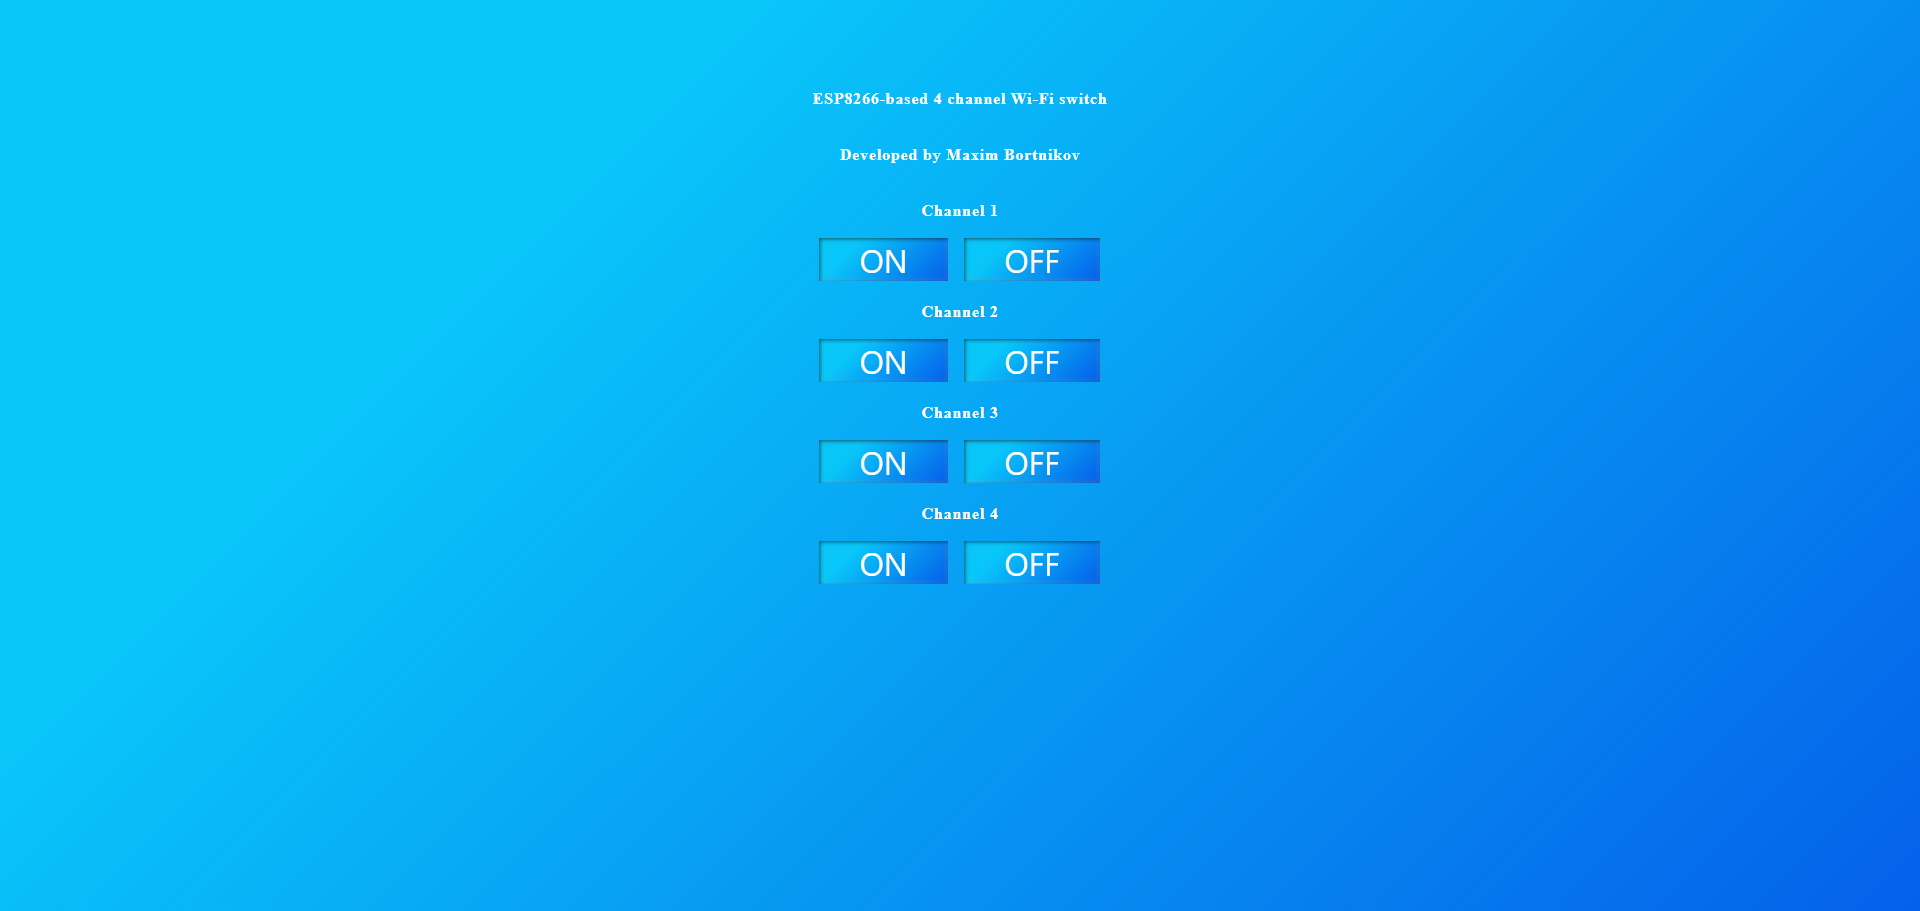 ESP8266-based 4 channel Wi-Fi switch
Developed by Maxim Bortnikov
Channel 1
ON OFF
Channel 2
ON OFF
Channel 3
ON OFF
Channel 4
ON OFF